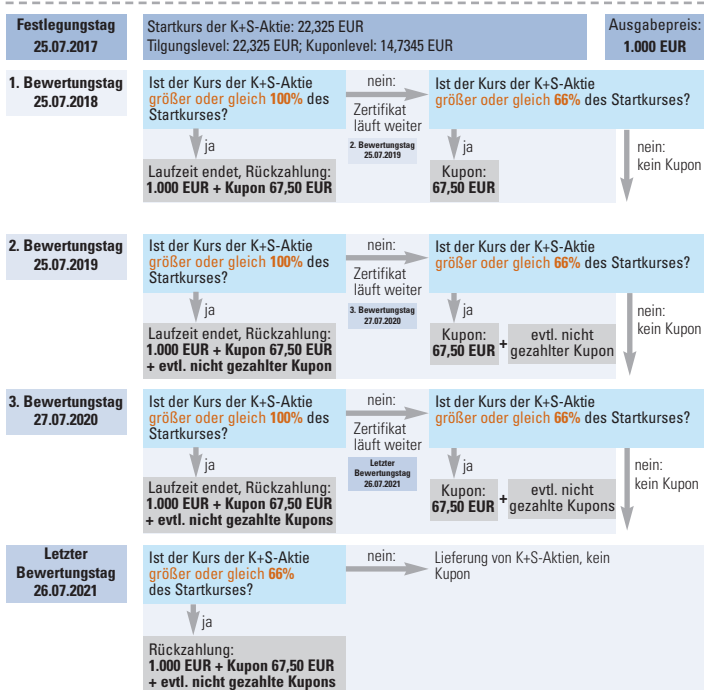 Festlegungstag
25.07.2017
Startkurs der K+S-Aktie: 22,325 EUR
Tilgungslevel: 22,325 EUR; Kuponlevel: 14,7345 EUR
Ausgabepreis:
1.000 EUR
1. Bewertungstag
25.07.2018
Ist der Kurs der K+S-Aktie
größer oder gleich 100% des
Startkurses?
nein:
Zertifikat
läuft weiter
2. Bewertungstag
25.07.2019
Ist der Kurs der K+S-Aktie
größer oder gleich 66% des Startkurses?
ja
Laufzeit endet, Rückzahlung:
1.000 EUR + Kupon 67,50 EUR
ja
Kupon:
67,50 EUR
nein:
kein Kupon
2. Bewertungstag
25.07.2019
Ist der Kurs der K+S-Aktie
größer oder gleich 100% des
Startkurses?
nein:
Zertifikat
läuft weiter
3. Bewertungstag
27.07.2020
Ist der Kurs der K+S-Aktie
größer oder gleich 66% des Startkurses?
ja
Laufzeit endet, Rückzahlung:
1.000 EUR + Kupon 67,50 EUR
+ evtl. nicht gezahlter Kupon
ja
Kupon:
67,50 EUR
+
evtl. nicht
gezahlter Kupon
nein:
kein Kupon
3. Bewertungstag
27.07.2020
Ist der Kurs der K+S-Aktie
größer oder gleich 100% des
Startkurses?
nein:
Zertifikat
läuft weiter
Letzter
Bewertungstag
26.07.2021
Ist der Kurs der K+S-Aktie
größer oder gleich 66% des Startkurses?
ja
Laufzeit endet, Rückzahlung:
1.000 EUR + Kupon 67,50 EUR
+ evtl. nicht gezahlte Kupons
ja
Kupon:
67,50 EUR
+
evtl. nicht
gezahlte Kupons
nein:
kein Kupon
Letzter
Bewertungstag
26.07.2021
Ist der Kurs der K+S-Aktie
größer oder gleich 66%
des Startkurses?
nein:
Lieferung von K+S-Aktien, kein
Kupon
ja
Rückzahlung:
1.000 EUR + Kupon 67,50 EUR
+ evtl. nicht gezahlte Kupons